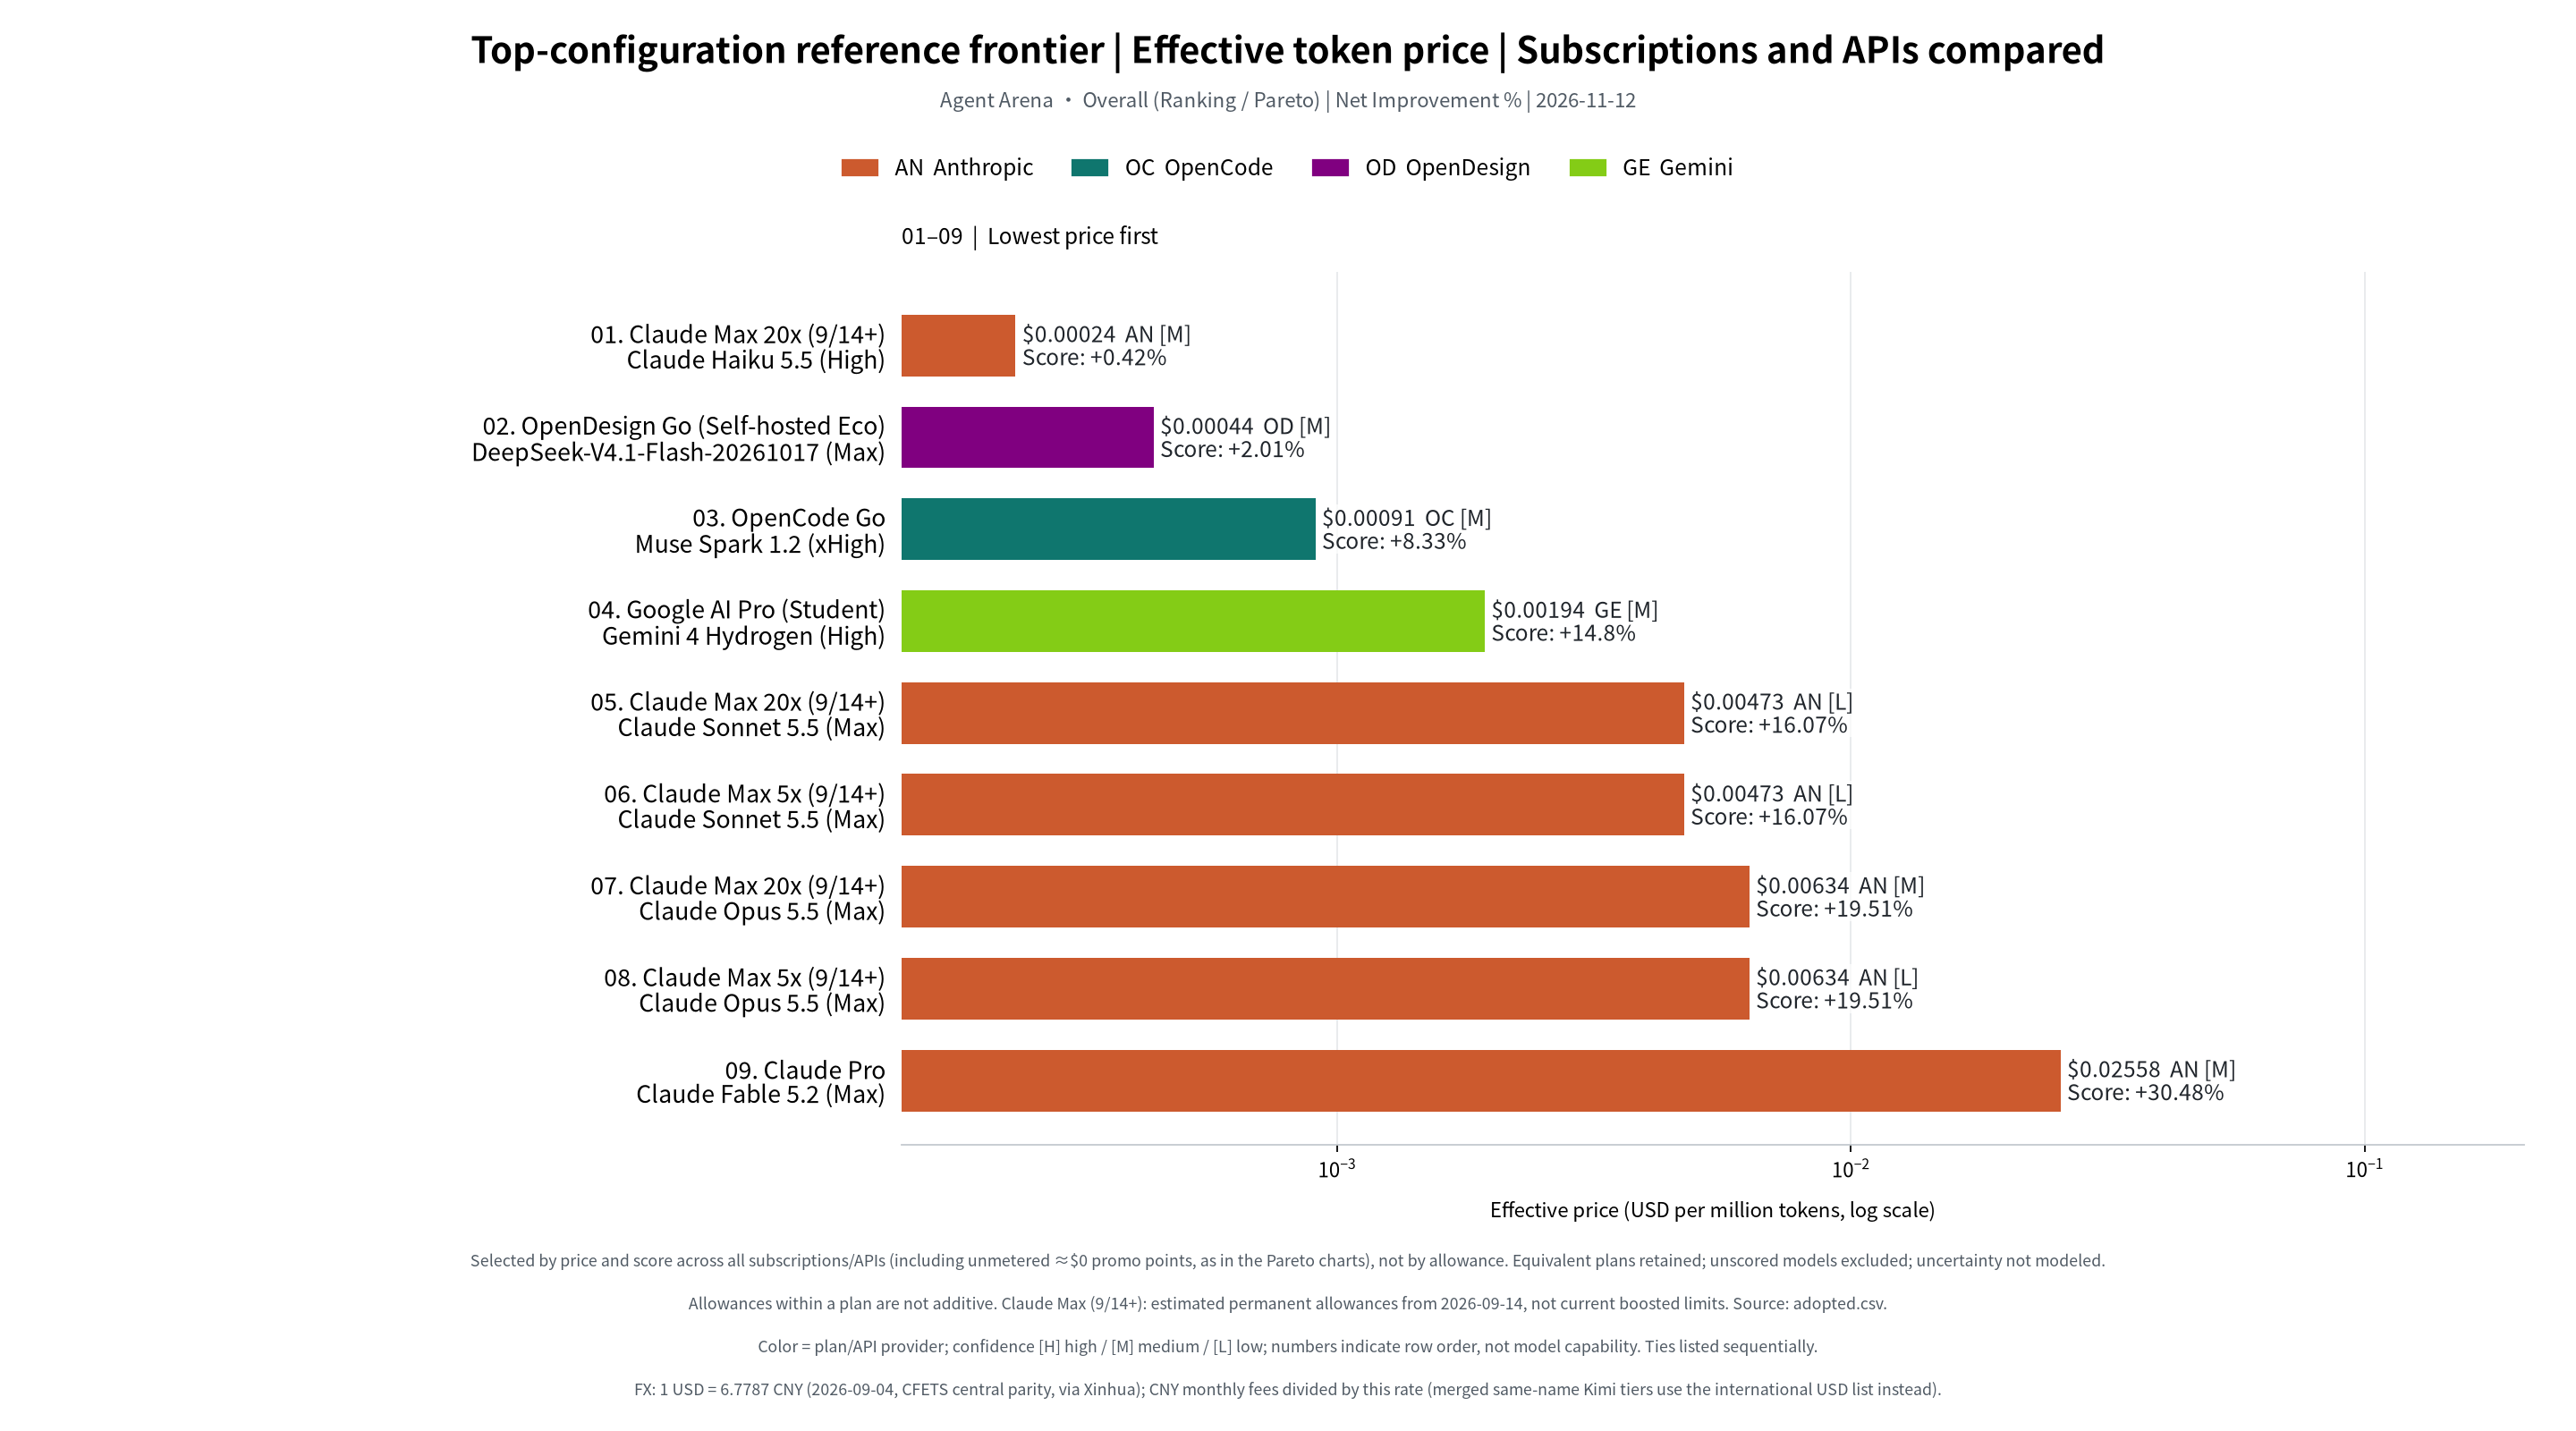 Top-configuration reference frontier | Effective token price | Subscriptions and APIs compared
Agent Arena • Overall (Ranking / Pareto) | Net Improvement % | 2026-11-12
AN Anthropic
OC OpenCode
OD OpenDesign
GE Gemini
01–09 | Lowest price first
01. Claude Max 20x (9/14+)
Claude Haiku 5.5 (High)
$0.00024 AN [M]
Score: +0.42%
02. OpenDesign Go (Self-hosted Eco)
DeepSeek-V4.1-Flash-20261017 (Max)
$0.00044 OD [M]
Score: +2.01%
03. OpenCode Go
Muse Spark 1.2 (xHigh)
$0.00091 OC [M]
Score: +8.33%
04. Google AI Pro (Student)
Gemini 4 Hydrogen (High)
$0.00194 GE [M]
Score: +14.8%
05. Claude Max 20x (9/14+)
Claude Sonnet 5.5 (Max)
$0.00473 AN [L]
Score: +16.07%
06. Claude Max 5x (9/14+)
Claude Sonnet 5.5 (Max)
$0.00473 AN [L]
Score: +16.07%
07. Claude Max 20x (9/14+)
Claude Opus 5.5 (Max)
$0.00634 AN [M]
Score: +19.51%
08. Claude Max 5x (9/14+)
Claude Opus 5.5 (Max)
$0.00634 AN [L]
Score: +19.51%
09. Claude Pro
Claude Fable 5.2 (Max)
$0.02558 AN [M]
Score: +30.48%
10⁻³
10⁻²
10⁻¹
Effective price (USD per million tokens, log scale)
Selected by price and score across all subscriptions/APIs (including unmetered ≈$0 promo points, as in the Pareto charts), not by allowance. Equivalent plans retained; unscored models excluded; uncertainty not modeled.
Allowances within a plan are not additive. Claude Max (9/14+): estimated permanent allowances from 2026-09-14, not current boosted limits. Source: adopted.csv.
Color = plan/API provider; confidence [H] high / [M] medium / [L] low; numbers indicate row order, not model capability. Ties listed sequentially.
FX: 1 USD = 6.7787 CNY (2026-09-04, CFETS central parity, via Xinhua); CNY monthly fees divided by this rate (merged same-name Kimi tiers use the international USD list instead).